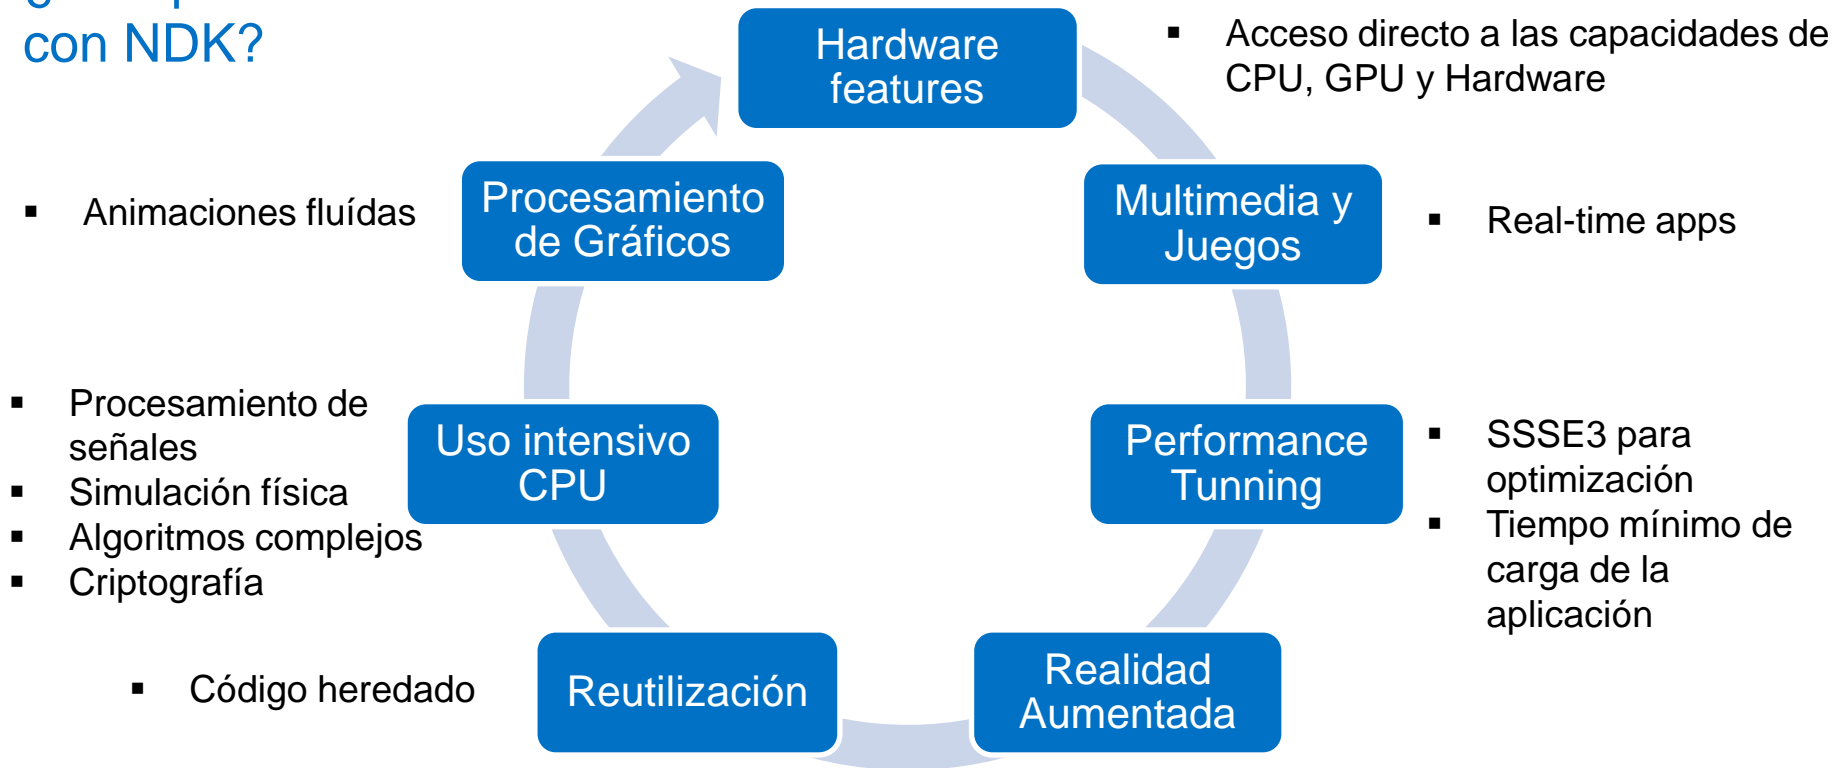 con NDK?
Hardware
features
Acceso directo a las capacidades de
CPU, GPU y Hardware
Multimedia y
Juegos
Real-time apps
Performance
Tunning
SSSE3 para
optimización
Tiempo mínimo de
carga de la
aplicación
Realidad
Aumentada
Reutilización
Código heredado
Uso intensivo
CPU
Procesamiento de
señales
Simulación física
Algoritmos complejos
Criptografía
Procesamiento
de Gráficos
Animaciones fluídas